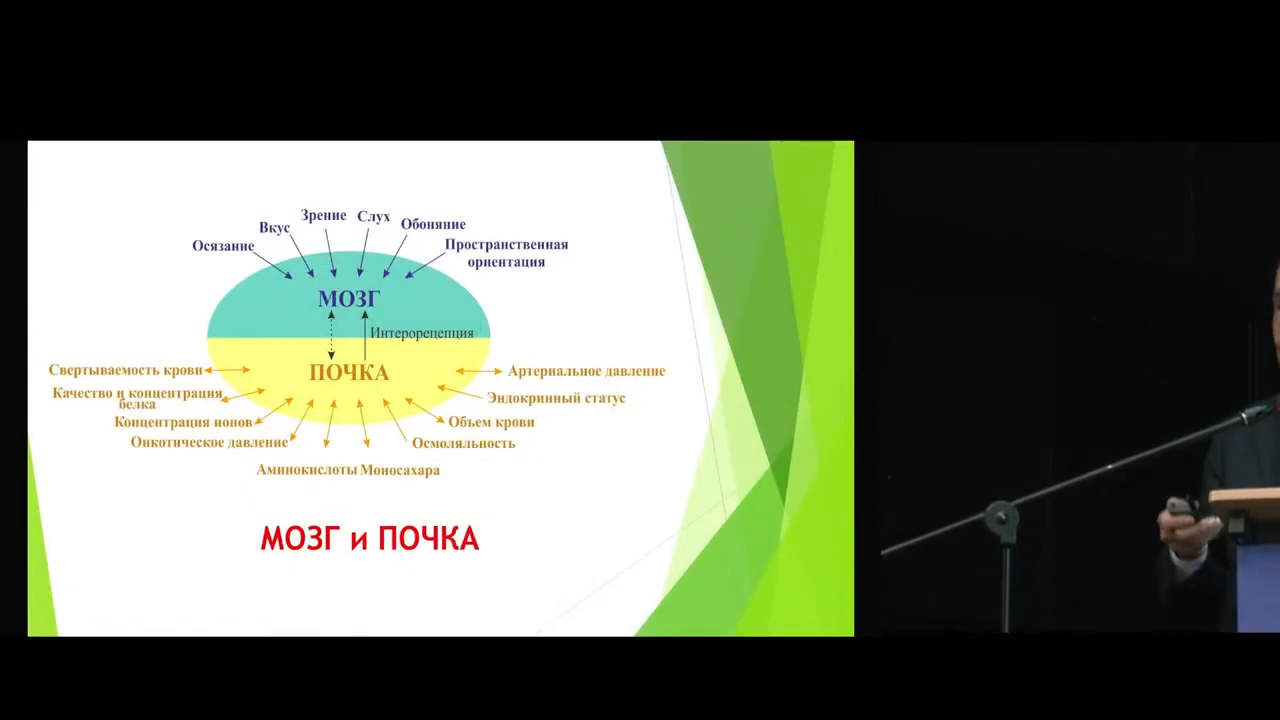 Зрение
Слух
Вкус
Обоняние
Осязание
Пространственная
ориентация
МОЗГ
Интерорецепция
ПОЧКА
Свертываемость крови
Артериальное давление
Качество и концентрация
белка
Эндокринный статус
Концентрация ионов
Объем крови
Онкотическое давление
Осмоляльность
Аминокислоты
Моносахара
МОЗГ и ПОЧКА